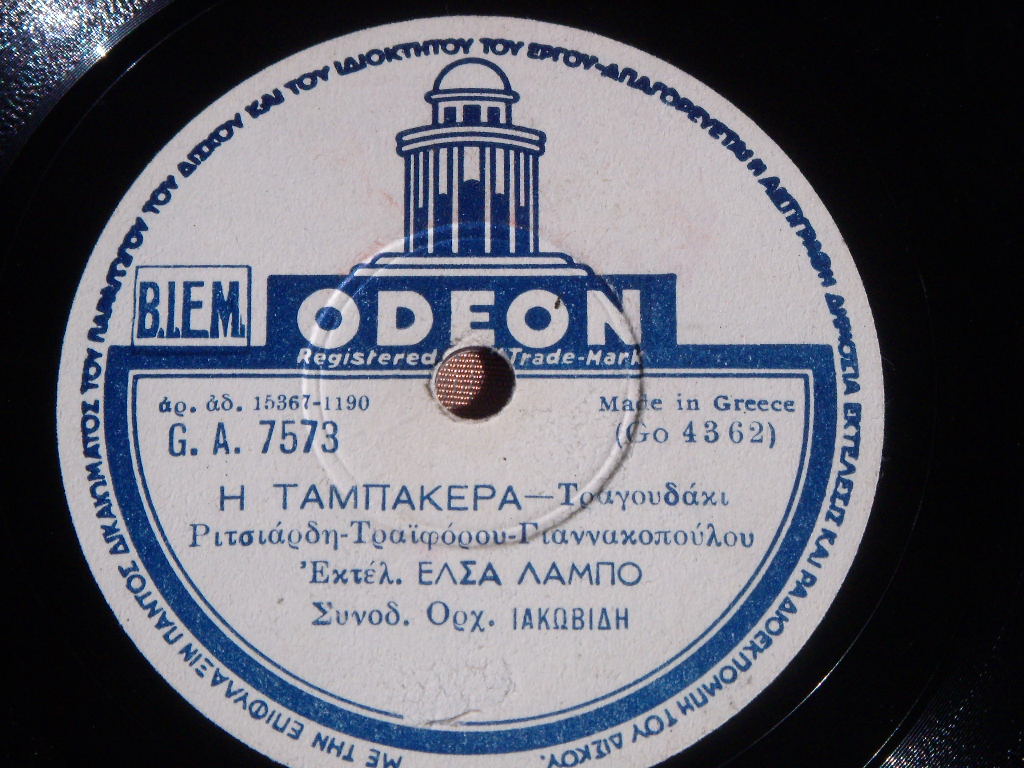 ΜΕ ΤΗΝ ΕΠΙΦΥΛΑΞΙΝ ΠΑΝΤΟΣ ΔΙΚΑΙΩΜΑΤΟΣ ΤΟΥ ΠΑΡΑΓΩΓΟΥ ΤΟΥ ΔΙΣΚΟΥ ΚΑΙ ΤΟΥ ΙΔΙΟΚΤΗΤΟΥ ΤΟΥ ΕΡΓΟΥ-ΑΠΑΓΟΡΕΥΕΤΑΙ Η ΑΝΤΙΓΡΑΦΗ ΔΗΜΟΣΙΑ ΕΚΤΕΛΕΣΙΣ ΚΑΙ ΡΑΔΙΟΕΚΠΟΜΠΗ ΤΟΥ ΔΙΣΚΟΥ.
B.I.E.M.
ODEON
Registered Trade-Mark
ἀρ. ἀδ. 15367-1190
Made in Greece
G. A. 7573
(Go 4362)
Η ΤΑΜΠΑΚΕΡΑ—Τραγουδάκι
Ριτσιάρδη-Τραϊφόρου-Γιαννακοπούλου
Ἐκτέλ. ΕΛΣΑ ΛΑΜΠΟ
Συνοδ. Ορχ. ΙΑΚΩΒΙΔΗ